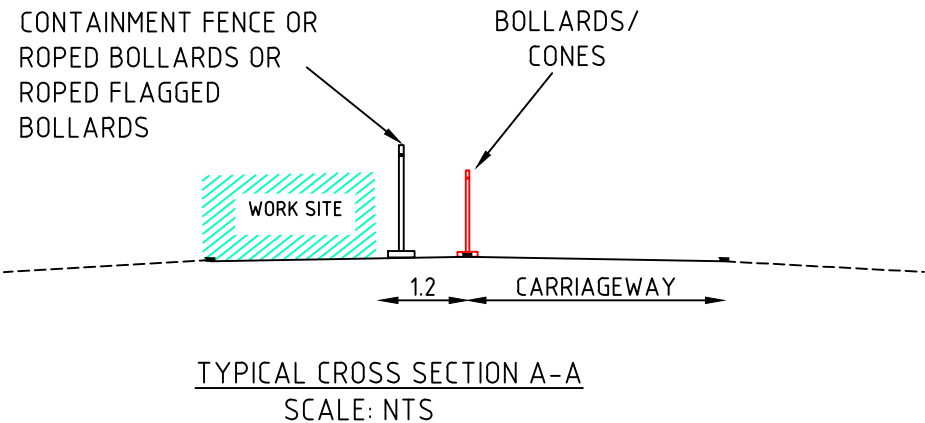 CONTAINMENT FENCE OR
ROPED BOLLARDS OR
ROPED FLAGGED
BOLLARDS
BOLLARDS/
CONES
WORK SITE
1.2
CARRIAGEWAY
TYPICAL CROSS SECTION A-A
SCALE: NTS